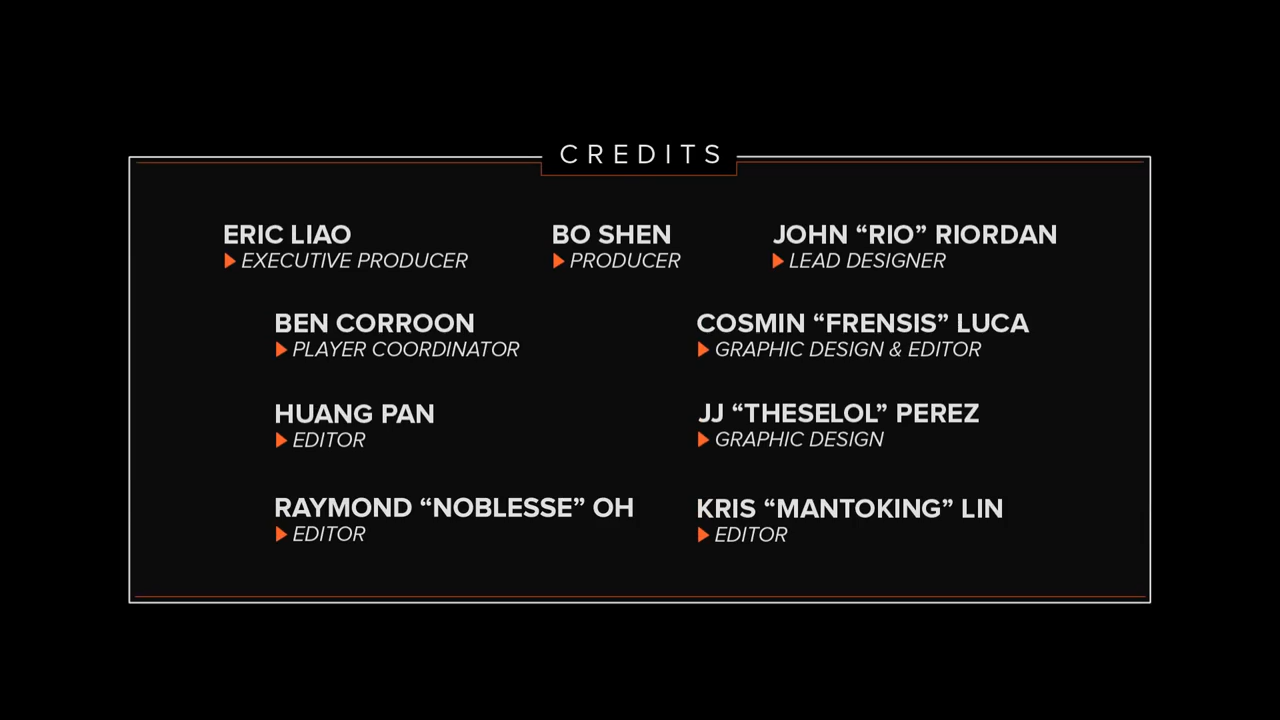 CREDITS
ERIC LIAO
EXECUTIVE PRODUCER
BO SHEN
PRODUCER
JOHN “RIO” RIORDAN
LEAD DESIGNER
BEN CORROON
PLAYER COORDINATOR
COSMIN “FRENSIS” LUCA
GRAPHIC DESIGN & EDITOR
HUANG PAN
EDITOR
JJ “THESELOL” PEREZ
GRAPHIC DESIGN
RAYMOND “NOBLESSE” OH
EDITOR
KRIS “MANTOKING” LIN
EDITOR